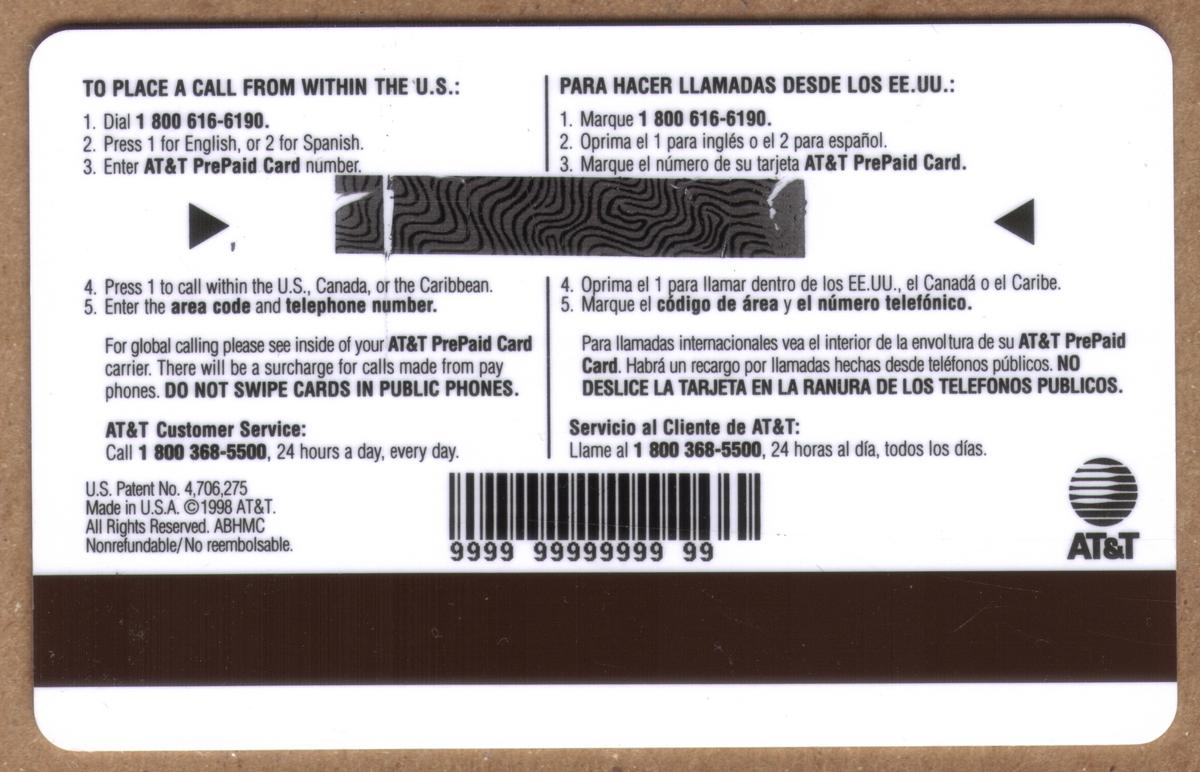 TO PLACE A CALL FROM WITHIN THE U.S.:
1. Dial 1 800 616-6190.
2. Press 1 for English, or 2 for Spanish.
3. Enter AT&T PrePaid Card number.
4. Press 1 to call within the U.S., Canada, or the Caribbean.
5. Enter the area code and telephone number.
For global calling please see inside of your AT&T PrePaid Card
carrier. There will be a surcharge for calls made from pay
phones. DO NOT SWIPE CARDS IN PUBLIC PHONES.
AT&T Customer Service:
Call 1 800 368-5500, 24 hours a day, every day.
PARA HACER LLAMADAS DESDE LOS EE.UU.:
1. Marque 1 800 616-6190.
2. Oprima el 1 para inglés o el 2 para español.
3. Marque el número de su tarjeta AT&T PrePaid Card.
4. Oprima el 1 para llamar dentro de los EE.UU., el Canadá o el Caribe.
5. Marque el código de área y el número telefónico.
Para llamadas internacionales vea el interior de la envoltura de su AT&T PrePaid
Card. Habrá un recargo por llamadas hechas desde teléfonos públicos. NO
DESLICE LA TARJETA EN LA RANURA DE LOS TELEFONOS PUBLICOS.
Servicio al Cliente de AT&T:
Llame al 1 800 368-5500, 24 horas al día, todos los días.
U.S. Patent No. 4,706,275
Made in U.S.A. ©1998 AT&T.
All Rights Reserved. ABHMC
Nonrefundable/No reembolsable.
9999 99999999 99
AT&T